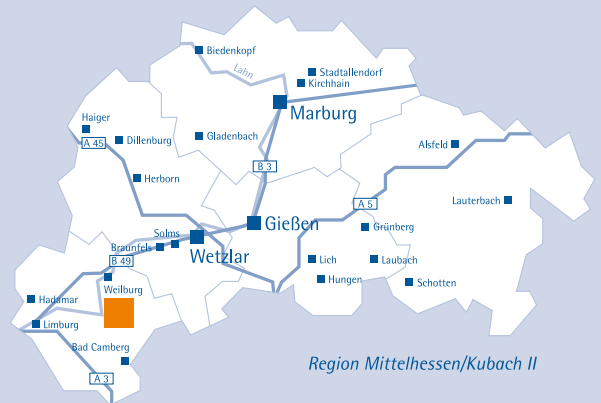 Biedenkopf
Lahn
Stadtallendorf
Kirchhain
Marburg
Haiger
A 45
Dillenburg
Gladenbach
Alsfeld
B 3
Herborn
A 5
Lauterbach
Gießen
Grünberg
Solms
Braunfels
Wetzlar
B 49
Lich
Laubach
Weilburg
Hungen
Schotten
Hadamar
Limburg
Bad Camberg
A 3
Region Mittelhessen/Kubach II